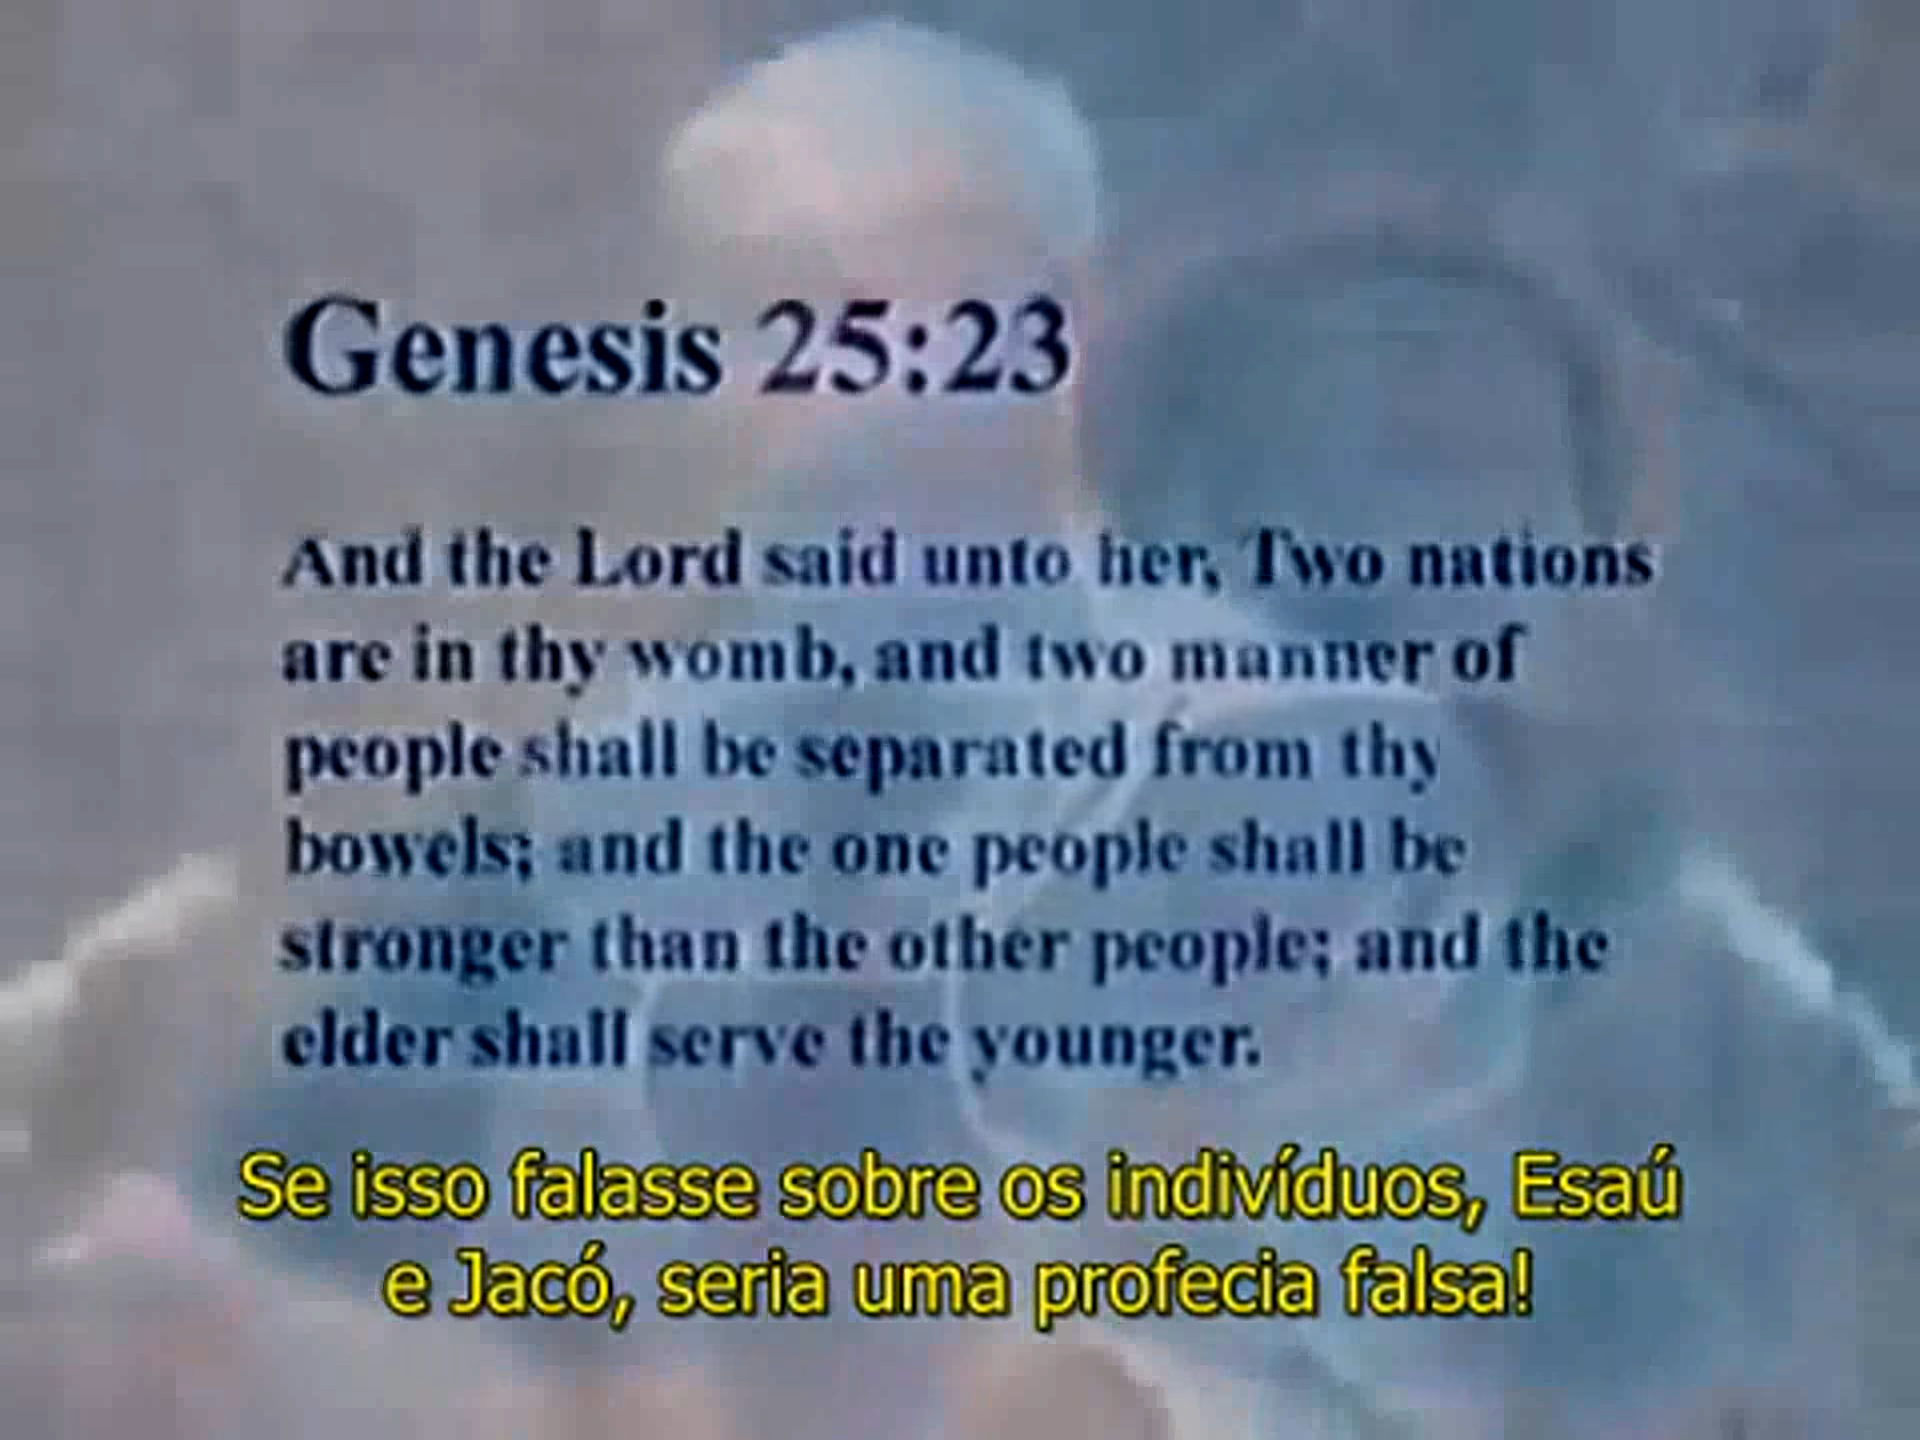 Genesis 25:23
And the Lord said unto her, Two nations
are in thy womb, and two manner of
people shall be separated from thy
bowels; and the one people shall be
stronger than the other people; and the
elder shall serve the younger.
Se isso falasse sobre os indivíduos, Esaú
e Jacó, seria uma profecia falsa!